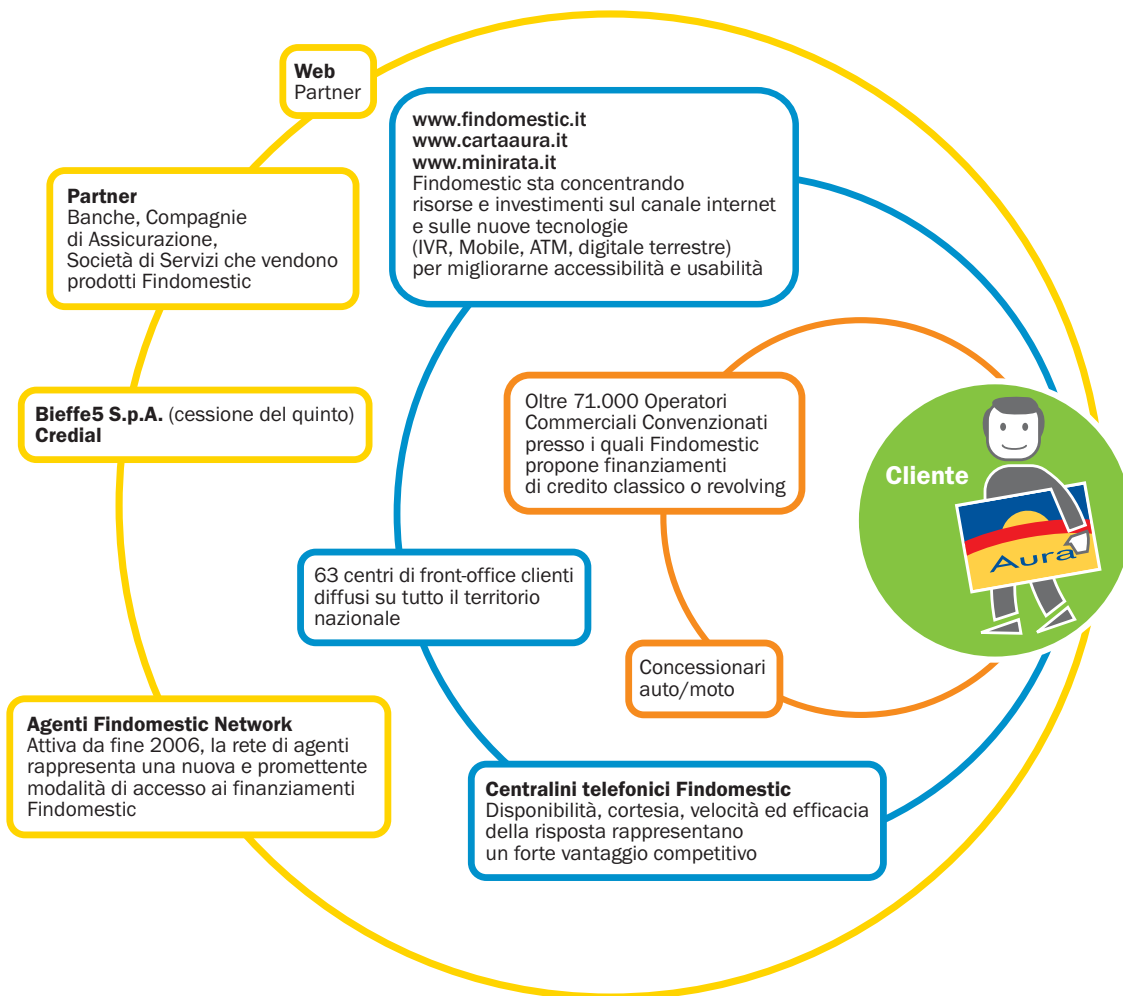 Web
Partner
www.findomestic.it
www.cartaaura.it
www.minirata.it
Findomestic sta concentrando
risorse e investimenti sul canale internet
e sulle nuove tecnologie
(IVR, Mobile, ATM, digitale terrestre)
per migliorarne accessibilità e usabilità
Partner
Banche, Compagnie
di Assicurazione,
Società di Servizi che vendono
prodotti Findomestic
Bieffe5 S.p.A. (cessione del quinto)
Credial
Oltre 71.000 Operatori
Commerciali Convenzionati
presso i quali Findomestic
propone finanziamenti
di credito classico o revolving
Cliente
Aura
63 centri di front-office clienti
diffusi su tutto il territorio
nazionale
Concessionari
auto/moto
Agenti Findomestic Network
Attiva da fine 2006, la rete di agenti
rappresenta una nuova e promettente
modalità di accesso ai finanziamenti
Findomestic
Centralini telefonici Findomestic
Disponibilità, cortesia, velocità ed efficacia
della risposta rappresentano
un forte vantaggio competitivo